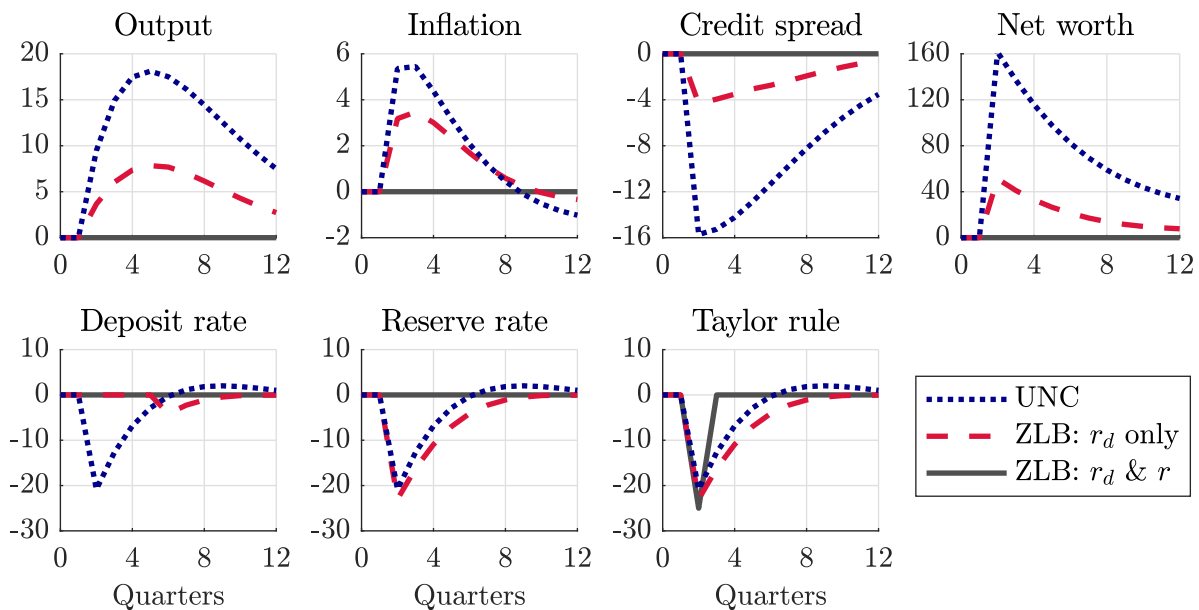 Output
20
15
10
5
0
0 4 8 12
Inflation
6
4
2
0
-2
0 4 8 12
Credit spread
0
-4
-8
-12
-16
0 4 8 12
Net worth
160
120
80
40
0
0 4 8 12
Deposit rate
10
0
-10
-20
-30
0 4 8 12
Quarters
Reserve rate
10
0
-10
-20
-30
0 4 8 12
Quarters
Taylor rule
10
0
-10
-20
-30
0 4 8 12
Quarters
UNC
ZLB: r_d only
ZLB: r_d & r